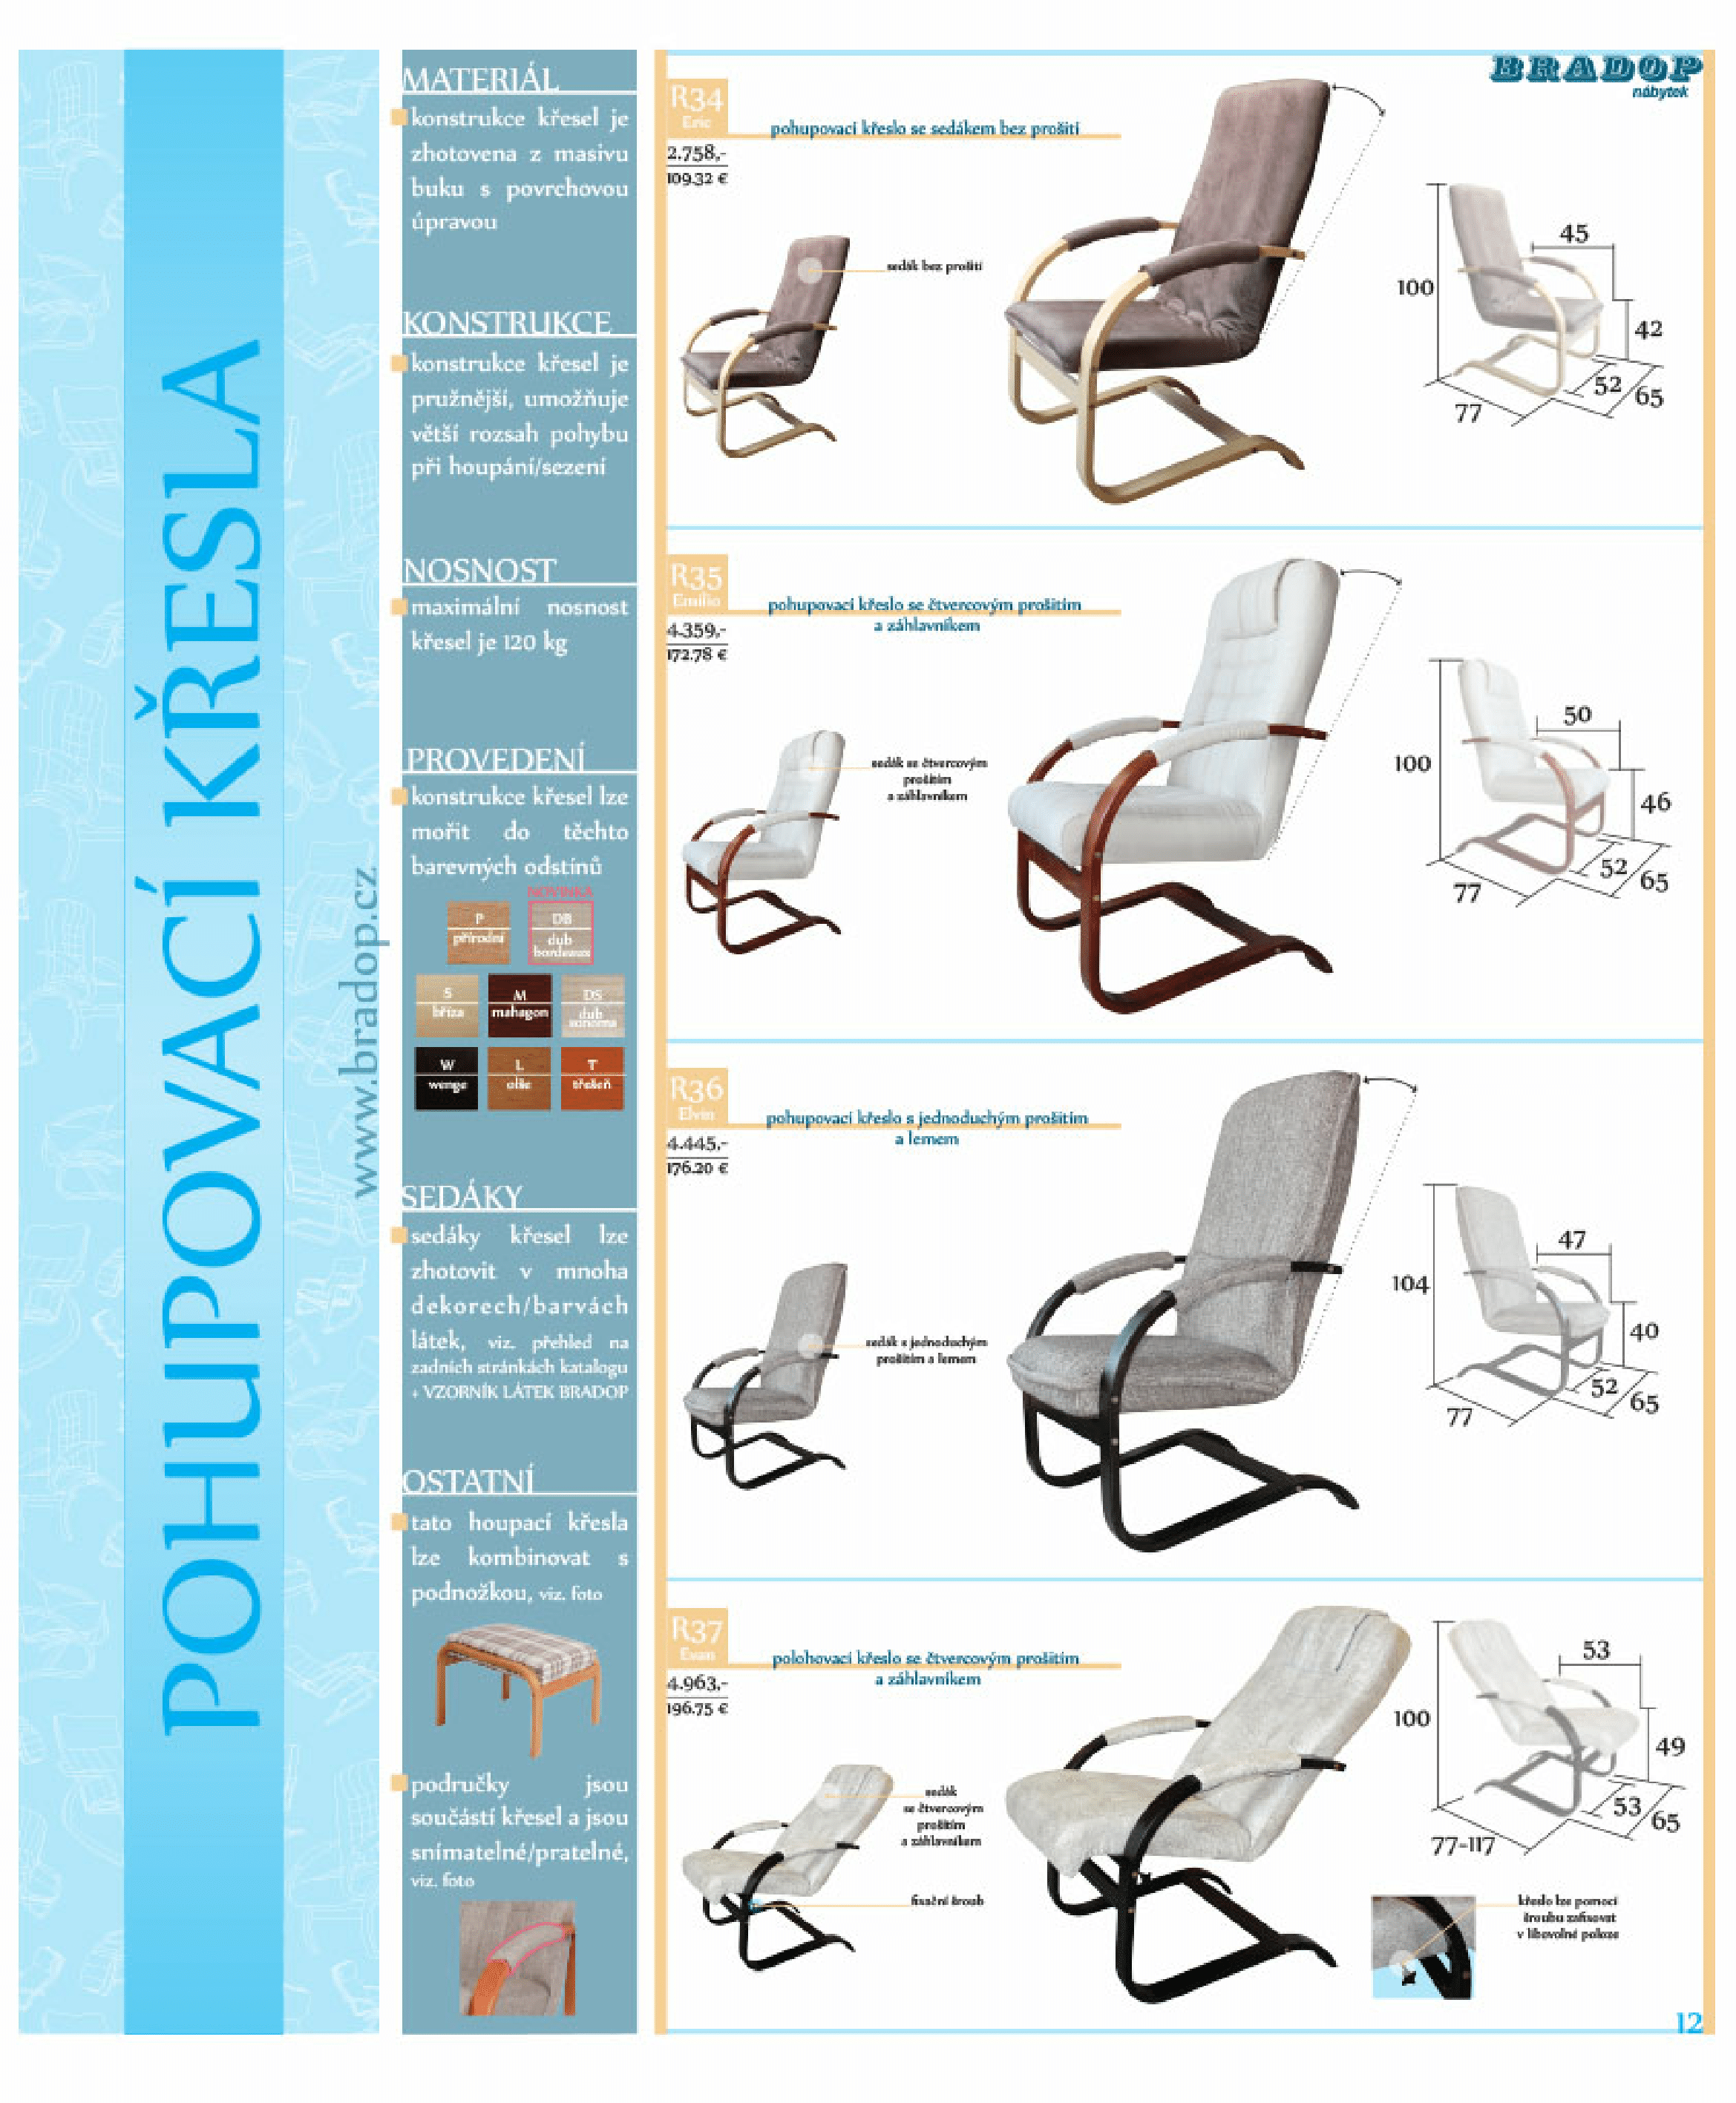 POHUPOVACÍ KŘESLA
www.bradop.cz
MATERIÁL
konstrukce křesel je
zhotovena z masivu
buku s povrchovou
úpravou
KONSTRUKCE
konstrukce křesel je
pružnější, umožňuje
větší rozsah pohybu
při houpání/sezení
NOSNOST
maximální nosnost
křesel je 120 kg
PROVEDENÍ
konstrukce křesel lze
mořit do těchto
barevných odstínů
NOVINKA
P
přírodní
DB
dub
bordeaux
S
bříza
M
mahagon
DS
dub
sonoma
W
wenge
L
olše
T
třešeň
SEDÁKY
sedáky křesel lze
zhotovit v mnoha
dekorech/barvách
látek, viz. přehled na
zadních stránkách katalogu
+ VZORNÍK LÁTEK BRADOP
OSTATNÍ
tato houpací křesla
lze kombinovat s
podnožkou, viz. foto
područky jsou
součástí křesel a jsou
snímatelné/pratelné,
viz. foto
BRADOP
nábytek
R34
Eric
2.758,-
109.32 €
pohupovací křeslo se sedákem bez prošití
sedák bez prošití
100
45
42
52
65
77
R35
Emilio
4.359,-
172.78 €
pohupovací křeslo se čtvercovým prošitím
a záhlavníkem
sedák se čtvercovým
prošitím
a záhlavníkem
100
50
46
52
65
77
R36
Elvin
4.445,-
176.20 €
pohupovací křeslo s jednoduchým prošitím
a lemem
sedák s jednoduchým
prošitím a lemem
104
47
40
52
65
77
R37
Evan
4.963,-
196.75 €
polohovací křeslo se čtvercovým prošitím
a záhlavníkem
sedák
se čtvercovým
prošitím
a záhlavníkem
fixační šroub
100
53
49
53
65
77-117
křeslo lze pomocí
šroubu zafixovat
v libovolné poloze
12